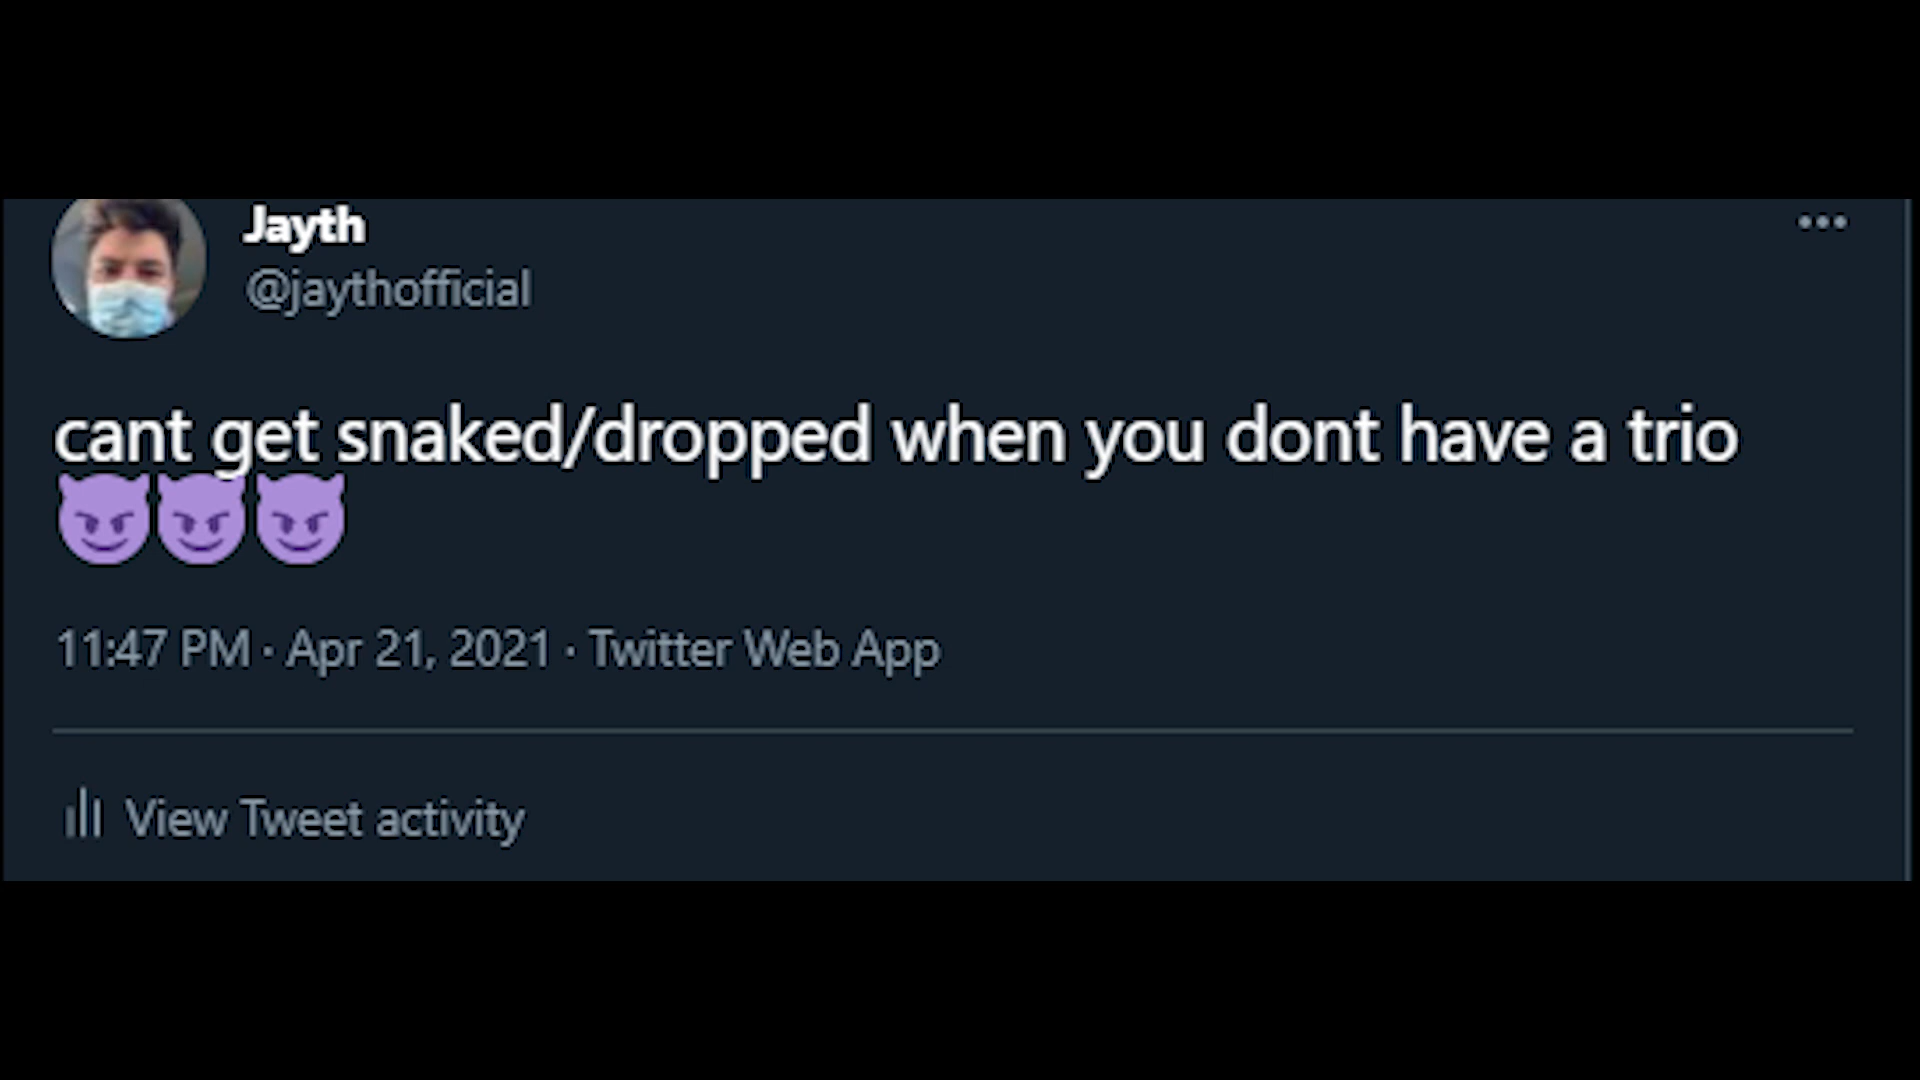 Jayth
@jaythofficial
cant get snaked/dropped when you dont have a trio
😈😈😈
11:47 PM · Apr 21, 2021 · Twitter Web App
View Tweet activity